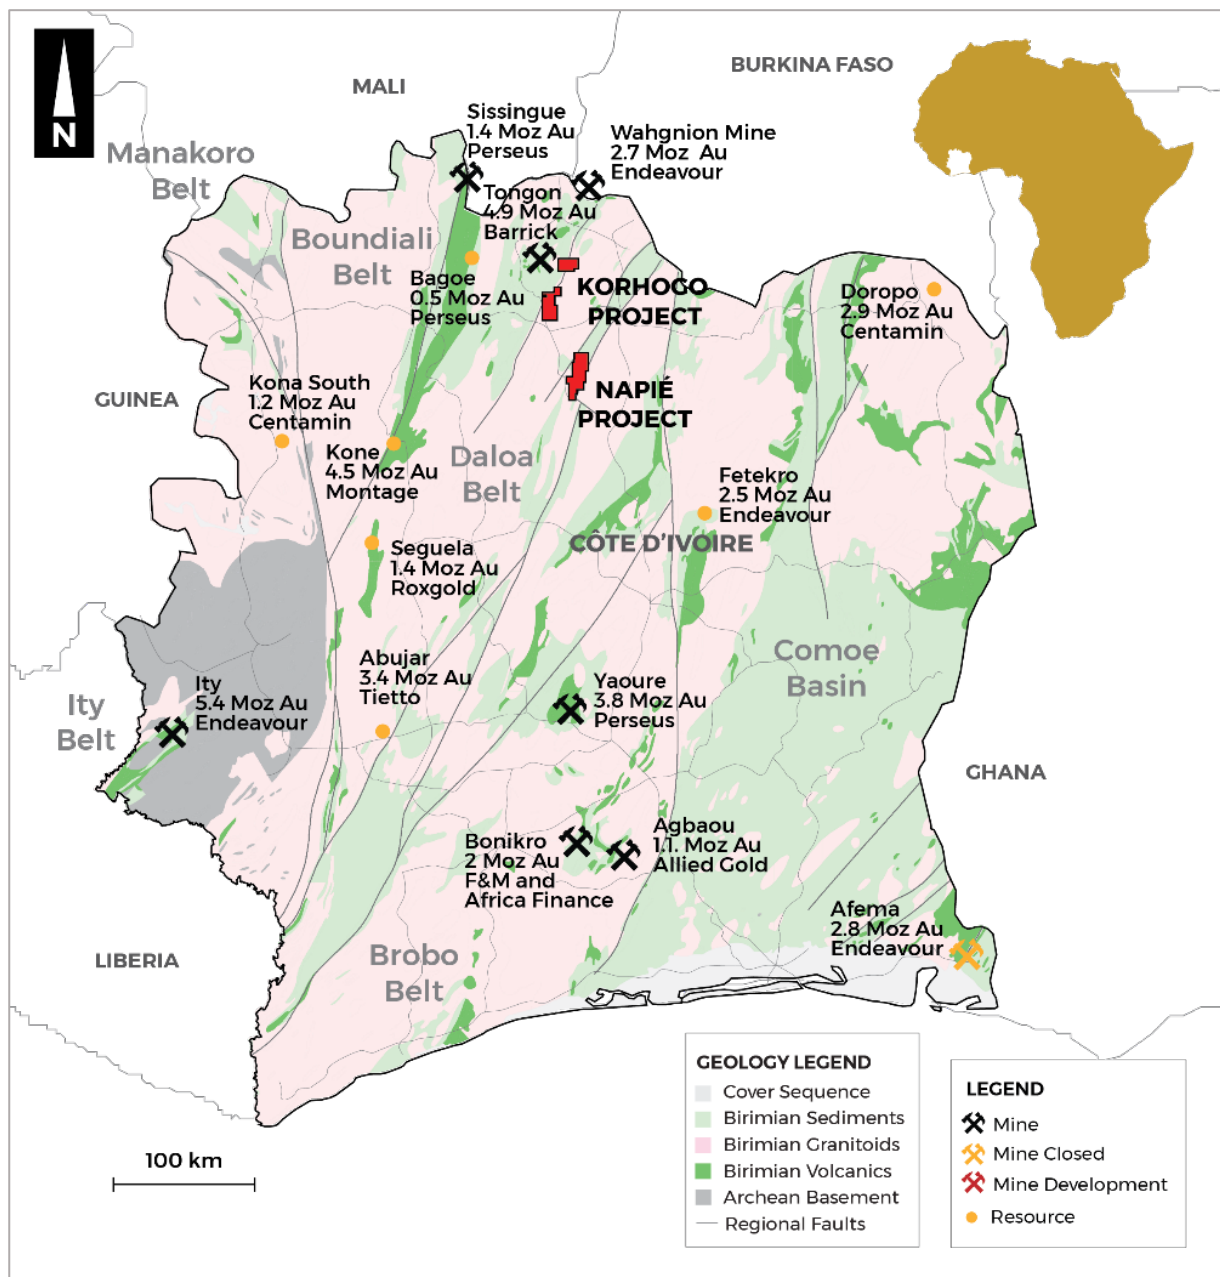 N
MALI
BURKINA FASO
Manakoro
Belt
Sissingue
1.4 Moz Au
Perseus
Wahgnion Mine
2.7 Moz Au
Endeavour
Tongon
4.9 Moz Au
Barrick
Boundiali
Belt
Bagoe
0.5 Moz Au
Perseus
KORHOGO
PROJECT
Doropo
2.9 Moz Au
Centamin
GUINEA
Kona South
1.2 Moz Au
Centamin
NAPIÉ
PROJECT
Kone
4.5 Moz Au
Montage
Daloa
Belt
Fetekro
2.5 Moz Au
Endeavour
CÔTE D'IVOIRE
Seguela
1.4 Moz Au
Roxgold
Comoe
Basin
Abujar
3.4 Moz Au
Tietto
Yaoure
3.8 Moz Au
Perseus
Ity
Belt
Ity
5.4 Moz Au
Endeavour
GHANA
Bonikro
2 Moz Au
F&M and
Africa Finance
Agbaou
1.1. Moz Au
Allied Gold
Afema
2.8 Moz Au
Endeavour
LIBERIA
Brobo
Belt
100 km
GEOLOGY LEGEND
Cover Sequence
Birimian Sediments
Birimian Granitoids
Birimian Volcanics
Archean Basement
Regional Faults
LEGEND
Mine
Mine Closed
Mine Development
Resource